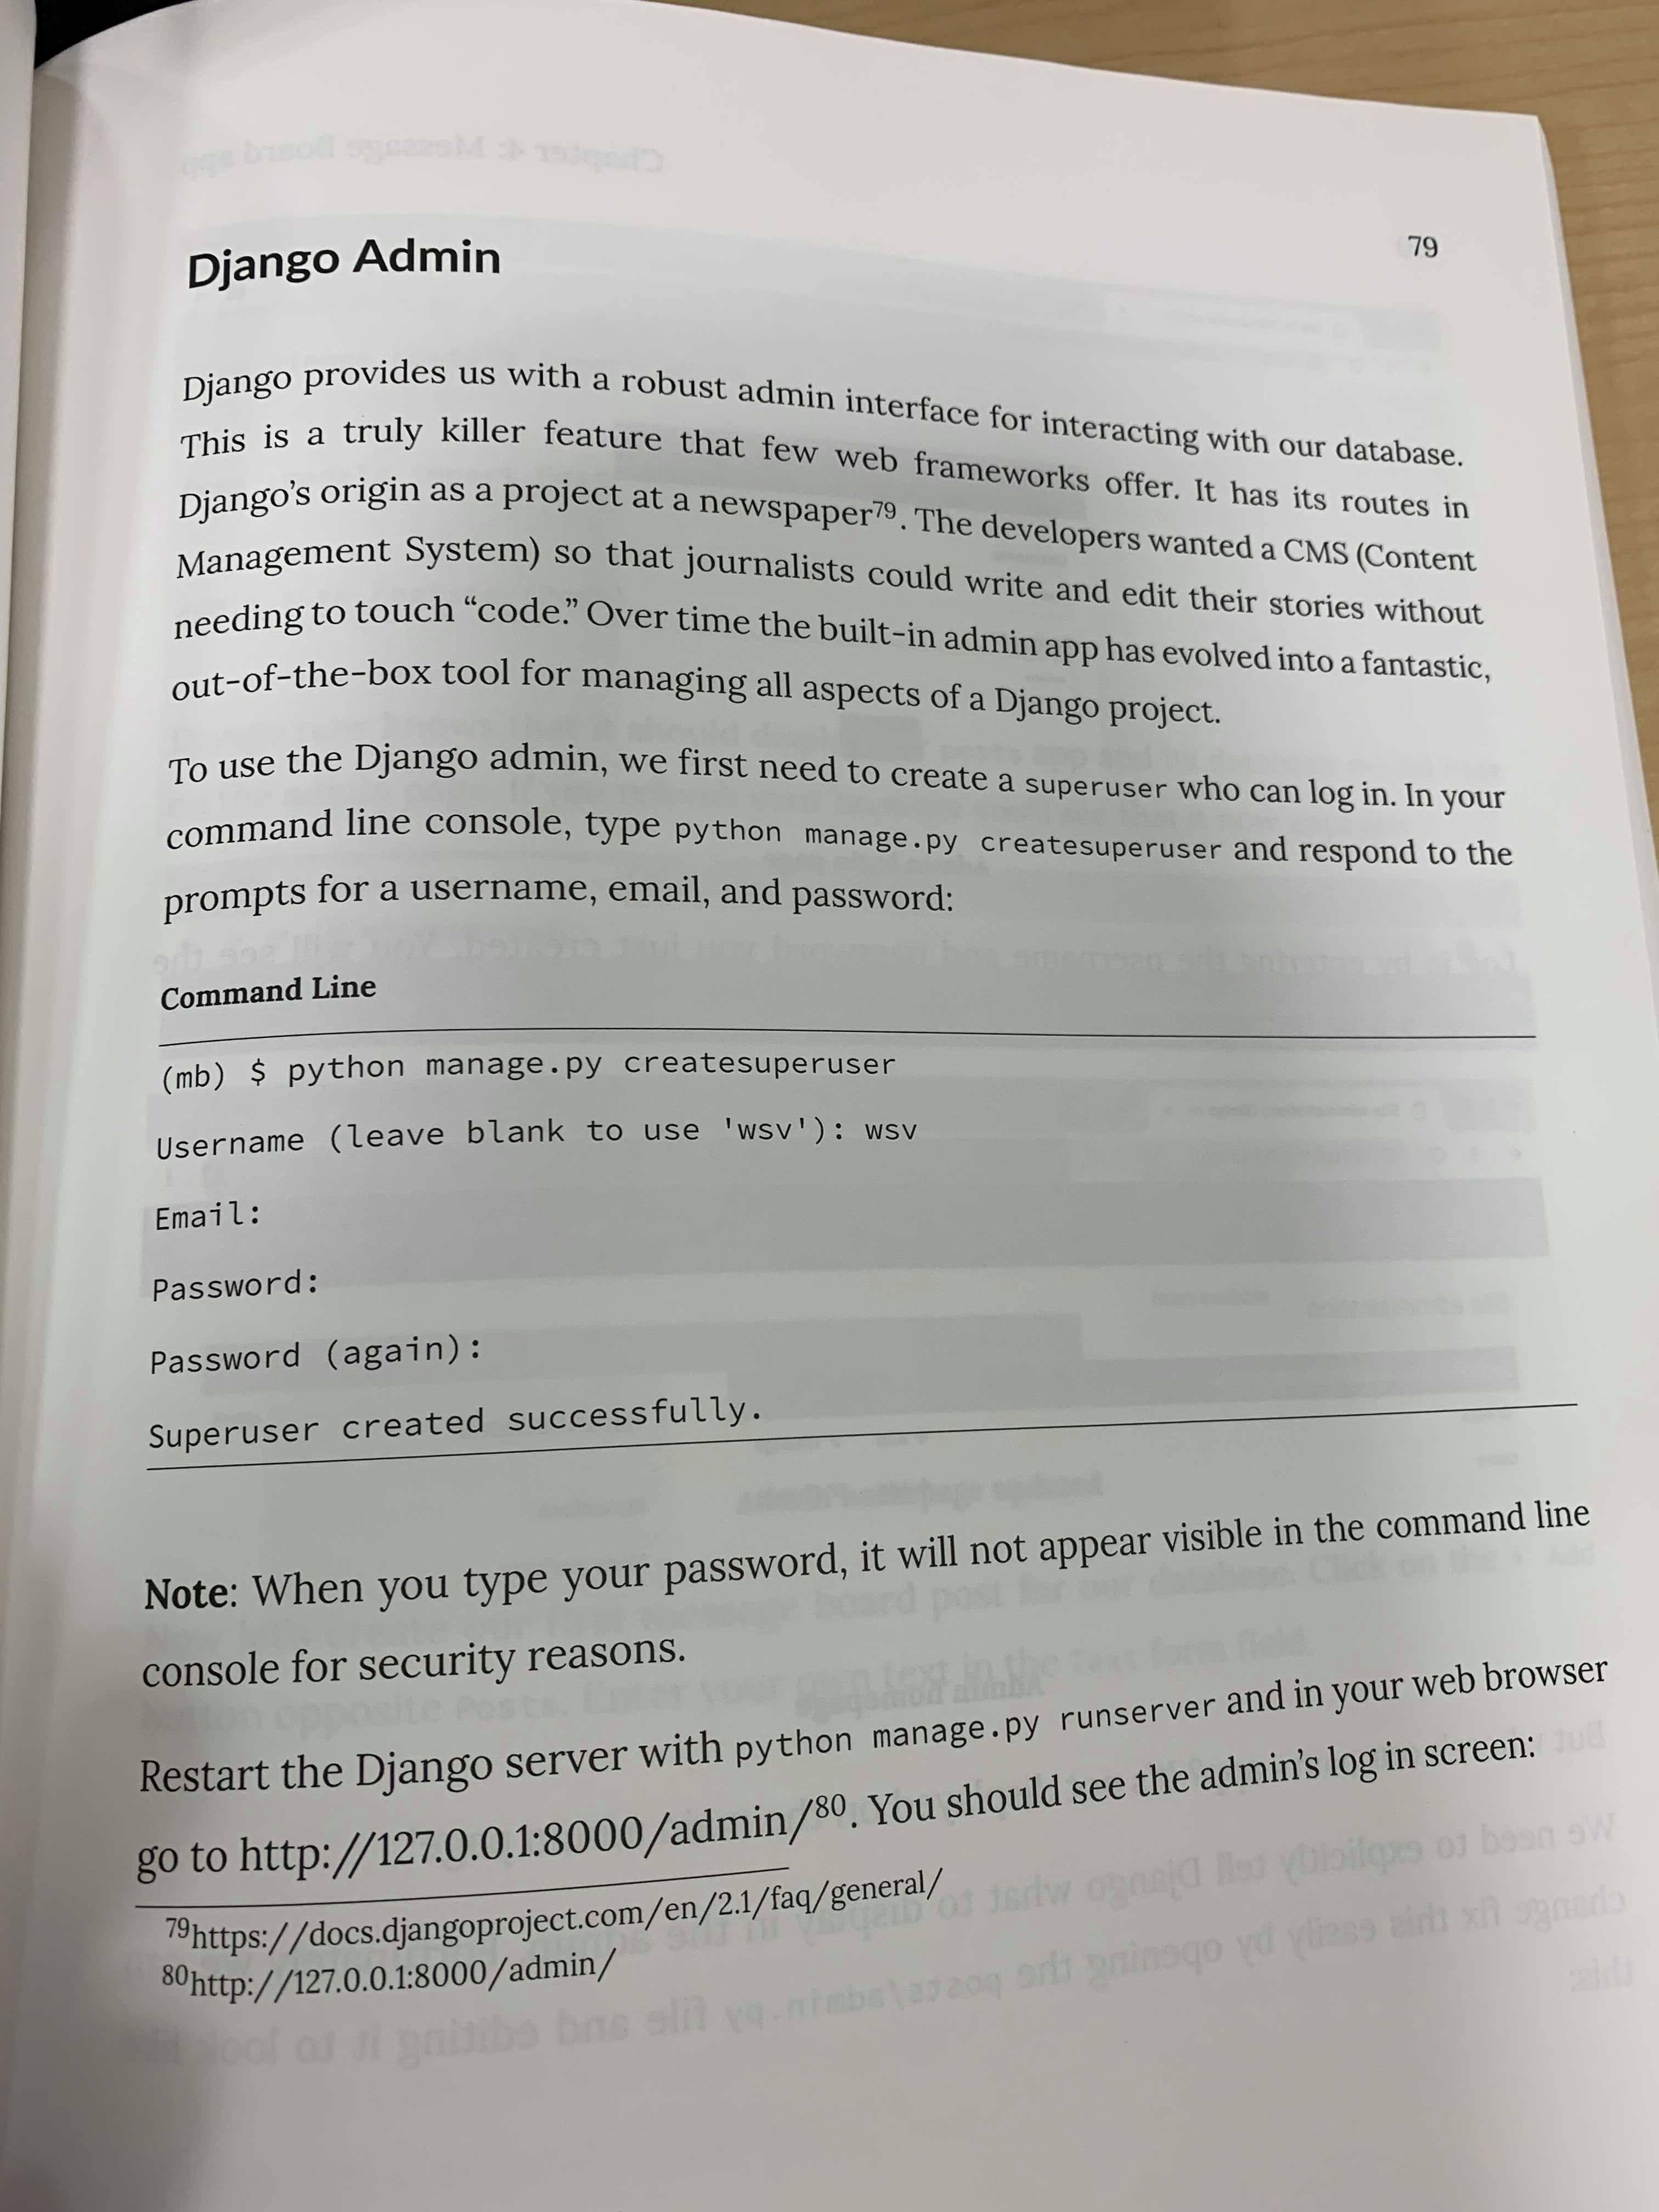 Django Admin
79
Django provides us with a robust admin interface for interacting with our database.
This is a truly killer feature that few web frameworks offer. It has its routes in
Django’s origin as a project at a newspaper79. The developers wanted a CMS (Content
Management System) so that journalists could write and edit their stories without
needing to touch “code.” Over time the built-in admin app has evolved into a fantastic,
out-of-the-box tool for managing all aspects of a Django project.
To use the Django admin, we first need to create a superuser who can log in. In your
command line console, type python manage.py createsuperuser and respond to the
prompts for a username, email, and password:
Command Line
(mb) $ python manage.py createsuperuser
Username (leave blank to use 'wsv'): wsv
Email:
Password:
Password (again):
Superuser created successfully.
Note: When you type your password, it will not appear visible in the command line
console for security reasons.
Restart the Django server with python manage.py runserver and in your web browser
go to http://127.0.0.1:8000/admin/80. You should see the admin’s log in screen:
79https://docs.djangoproject.com/en/2.1/faq/general/
80http://127.0.0.1:8000/admin/